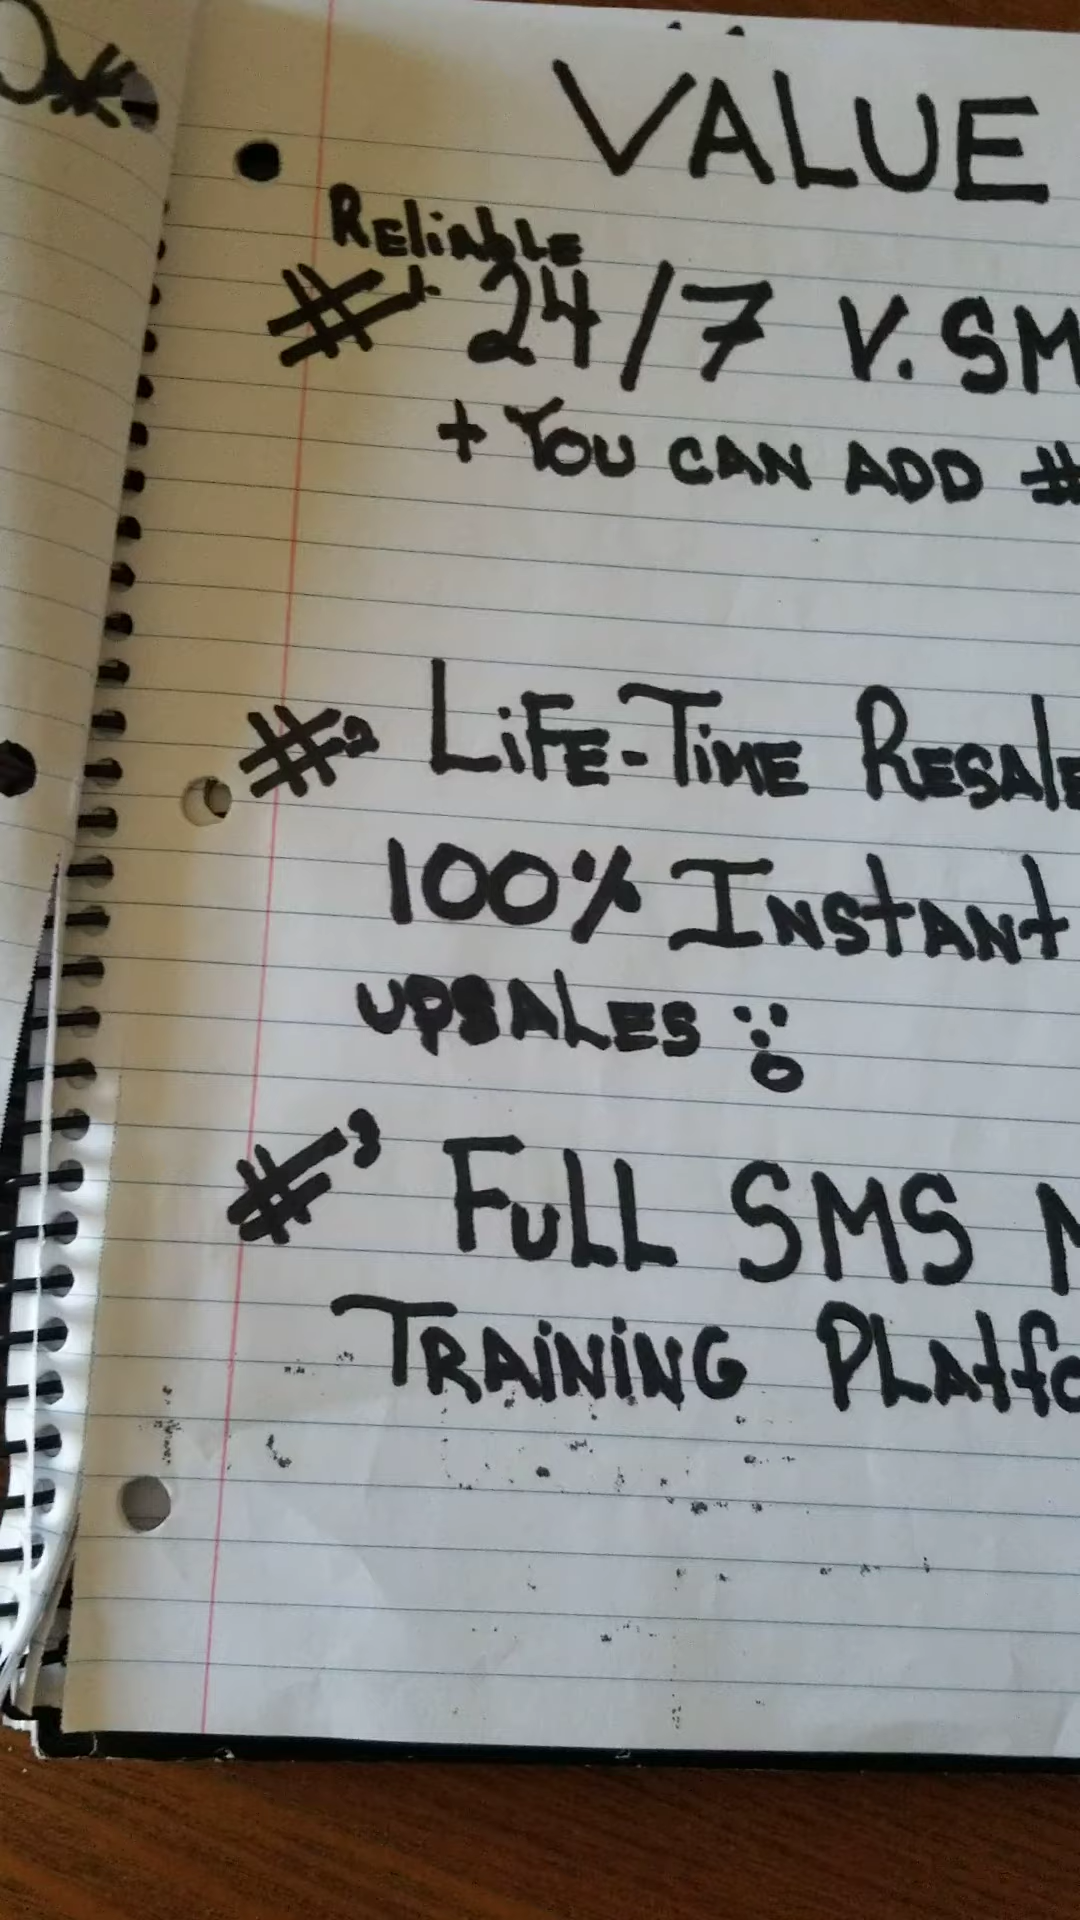 VALUE
Reliable
#1 24/7 V. SM
+ YOU CAN ADD #
#2 LiFE-TiME RESALE
100% INSTANT
UPSALES
#3 FULL SMS
TRAiNiNG PLAtfo